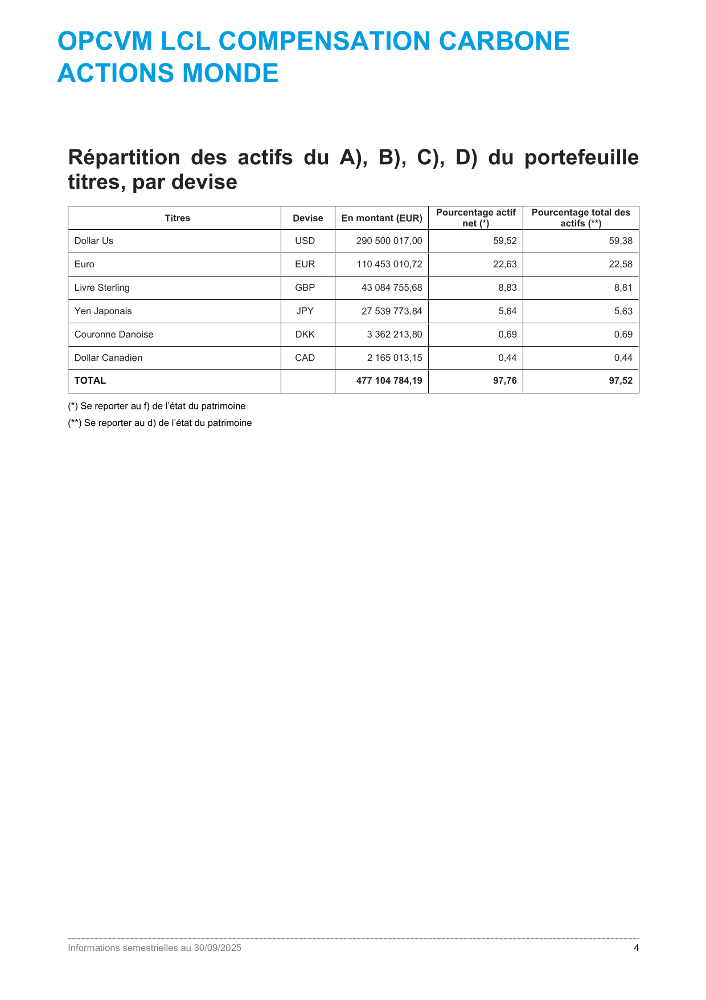 OPCVM LCL COMPENSATION CARBONE
ACTIONS MONDE
Répartition des actifs du A), B), C), D) du portefeuille
titres, par devise
Titres Devise En montant (EUR) Pourcentage actif net (*) Pourcentage total des actifs (**)
Dollar Us USD 290 500 017,00 59,52 59,38
Euro EUR 110 453 010,72 22,63 22,58
Livre Sterling GBP 43 084 755,68 8,83 8,81
Yen Japonais JPY 27 539 773,84 5,64 5,63
Couronne Danoise DKK 3 362 213,80 0,69 0,69
Dollar Canadien CAD 2 165 013,15 0,44 0,44
TOTAL 477 104 784,19 97,76 97,52
(*) Se reporter au f) de l’état du patrimoine
(**) Se reporter au d) de l’état du patrimoine
Informations semestrielles au 30/09/2025 4